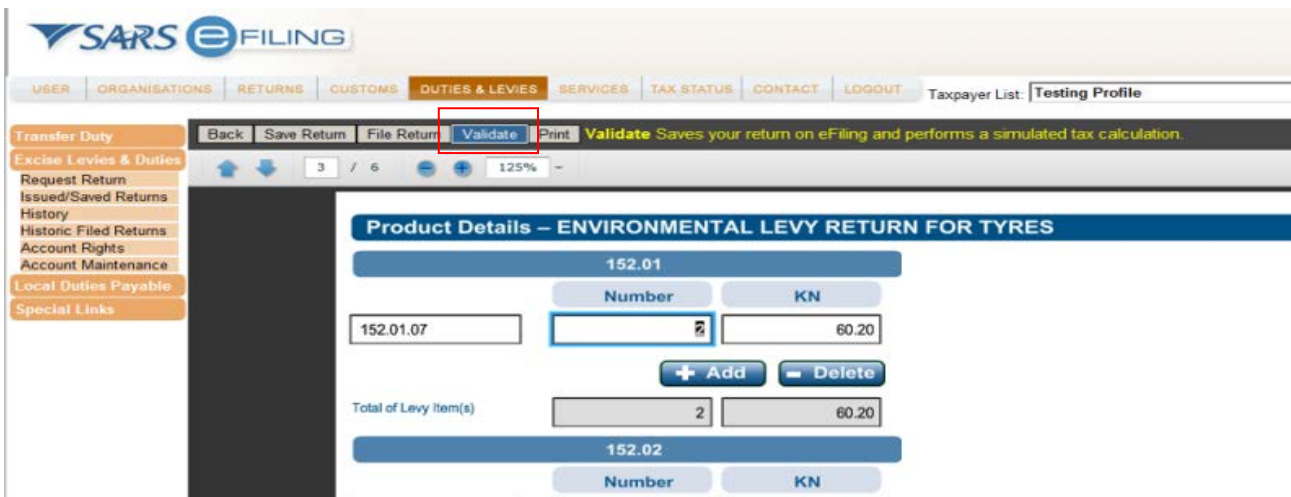 SARS eFILING
USER ORGANISATIONS RETURNS CUSTOMS DUTIES & LEVIES SERVICES TAX STATUS CONTACT LOGOUT Taxpayer List: Testing Profile
Back Save Return File Return Validate Print Validate Saves your return on eFiling and performs a simulated tax calculation.
3 / 6 125%
Transfer Duty
Excise Levies & Duties
Request Return
Issued/Saved Returns
History
Historic Filed Returns
Account Rights
Account Maintenance
Local Duties Payable
Special Links
Product Details – ENVIRONMENTAL LEVY RETURN FOR TYRES
152.01
Number KN
152.01.07 2 60.20
Add Delete
Total of Levy Item(s) 2 60.20
152.02
Number KN